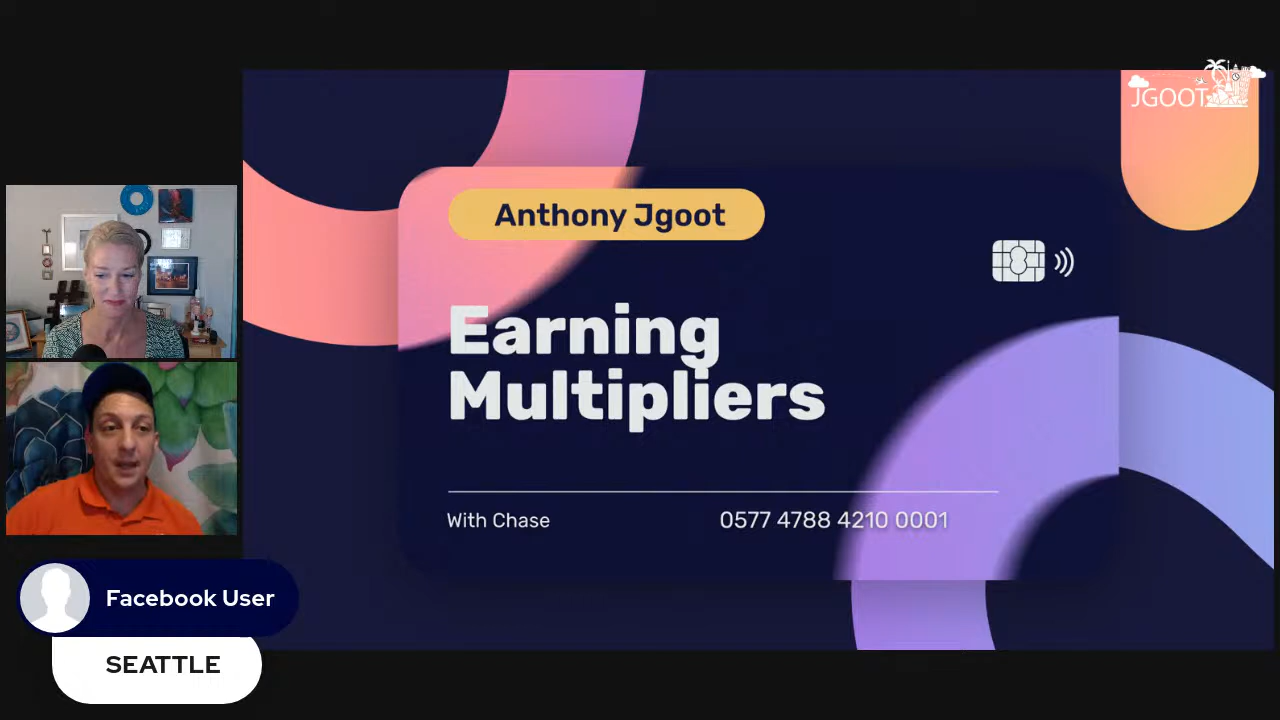 JGOOT
Anthony Jgoot
Earning
Multipliers
With Chase
0577 4788 4210 0001
Facebook User
SEATTLE